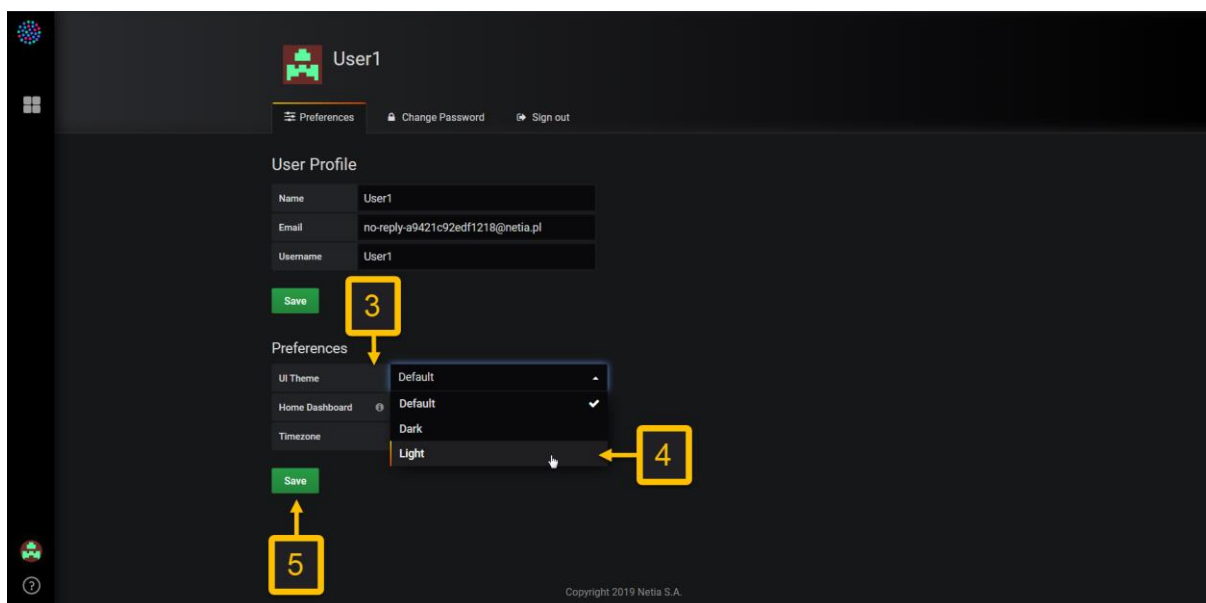 User1
Preferences
Change Password
Sign out
User Profile
Name User1
Email no-reply-a9421c92edf1218@netia.pl
Username User1
Save
3
Preferences
UI Theme Default
Home Dashboard Default
Timezone Dark
Light
4
Save
5
?
Copyright 2019 Netia S.A.